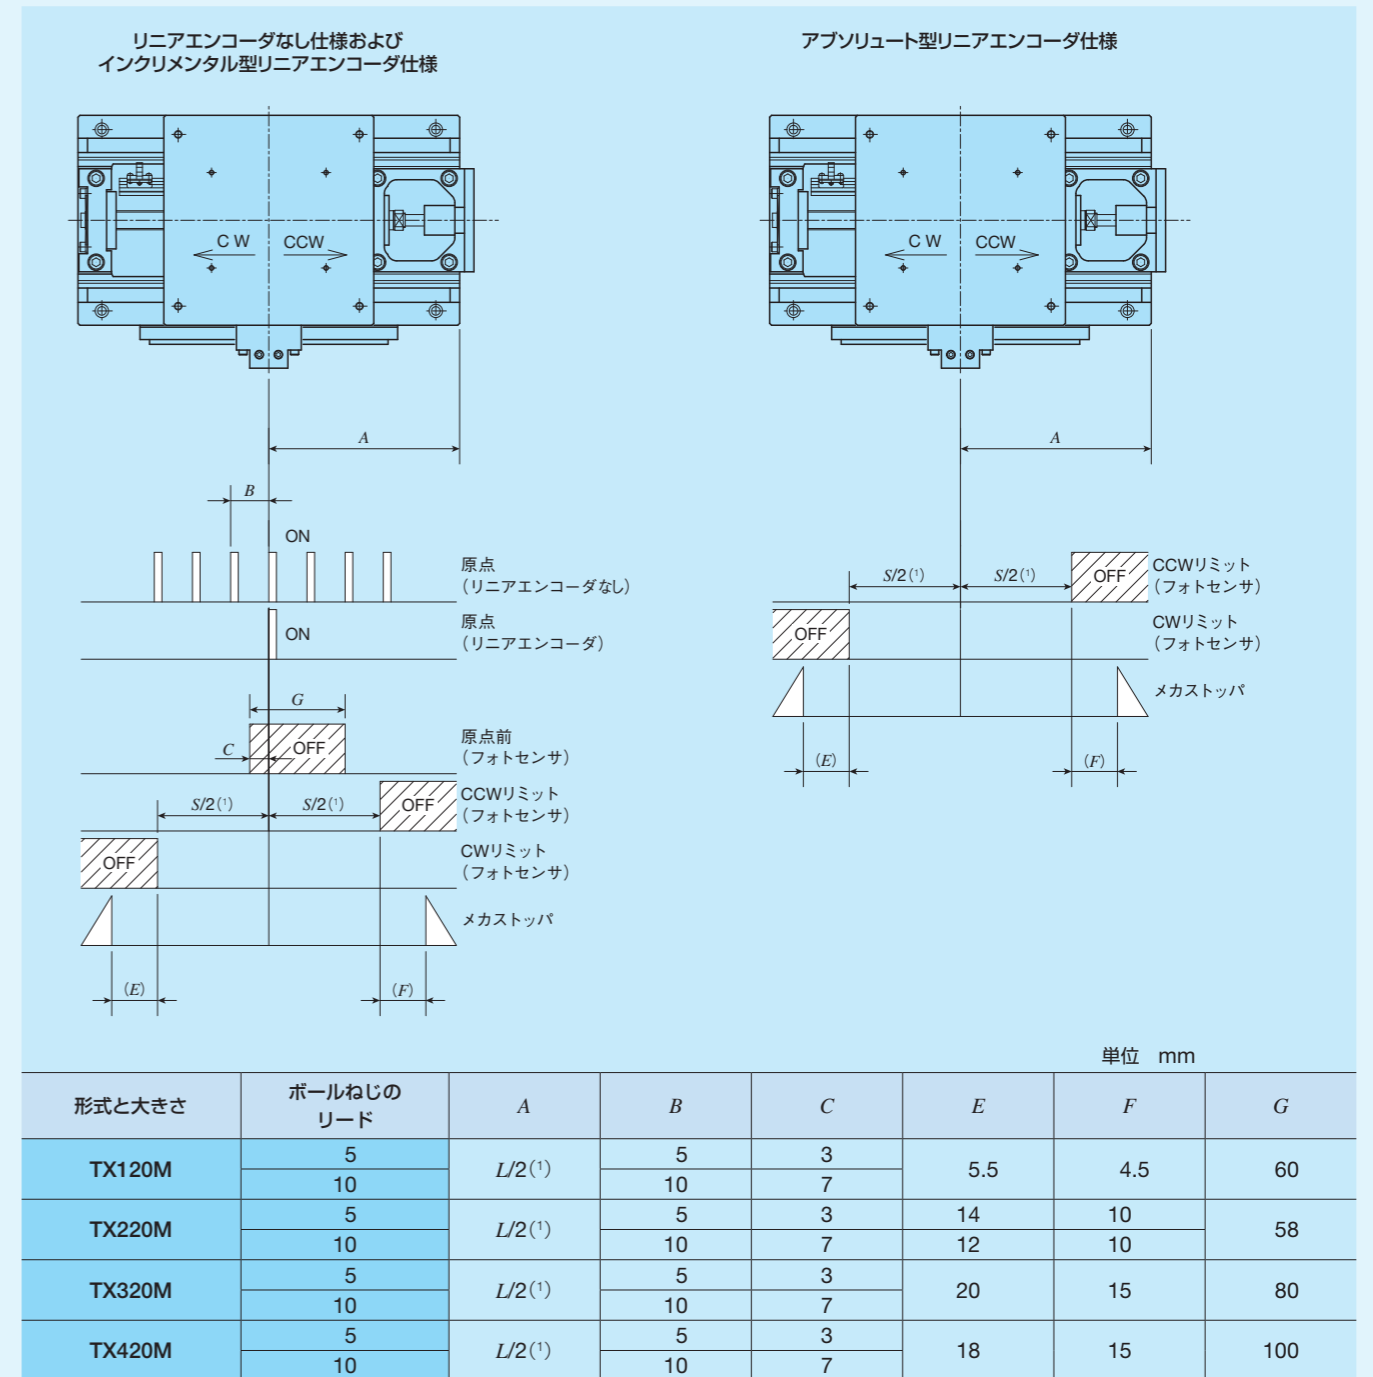 リニアエンコーダなし仕様および
インクリメンタル型リニアエンコーダ仕様
C W
CCW
A
B
ON
原点
（リニアエンコーダなし）
ON
原点
（リニアエンコーダ）
G
C
OFF
原点前
（フォトセンサ）
S/2(1)
S/2(1)
OFF
CCWリミット
（フォトセンサ）
OFF
CWリミット
（フォトセンサ）
メカストッパ
(E)
(F)
アブソリュート型リニアエンコーダ仕様
C W
CCW
A
S/2(1)
S/2(1)
OFF
CCWリミット
（フォトセンサ）
OFF
CWリミット
（フォトセンサ）
メカストッパ
(E)
(F)
単位 mm
形式と大きさ
ボールねじの
リード
A
B
C
E
F
G
TX120M
5
L/2(1)
5
3
5.5
4.5
60
10
10
7
TX220M
5
L/2(1)
5
3
14
10
58
10
10
7
12
10
TX320M
5
L/2(1)
5
3
20
15
80
10
10
7
TX420M
5
L/2(1)
5
3
18
15
100
10
10
7